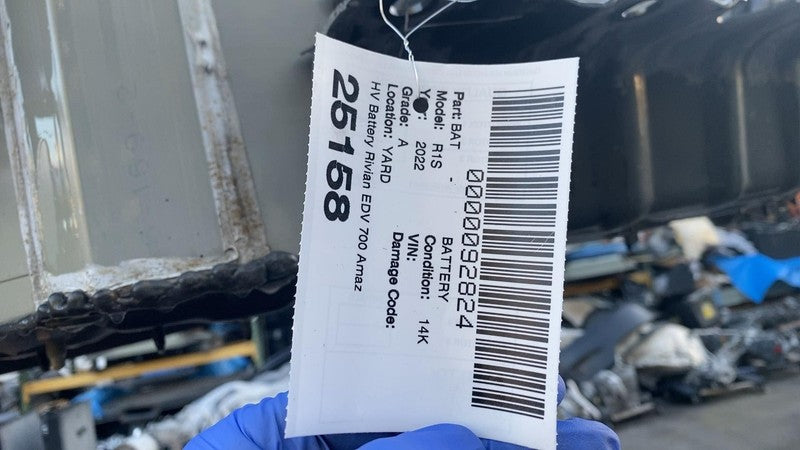 0000092824
Part: BAT - BATTERY
Model: R1S Condition: 14K
Year: 2022 VIN:
Grade: A Damage Code:
Location: YARD
HV Battery Rivian EDV 700 Amaz
25158